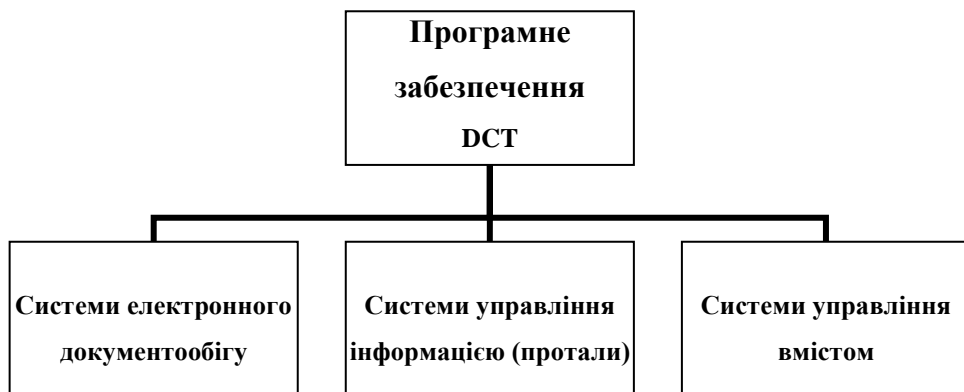 Програмне
забезпечення
DCT
Системи електронного
документообігу
Системи управління
інформацією (протали)
Системи управління
вмістом